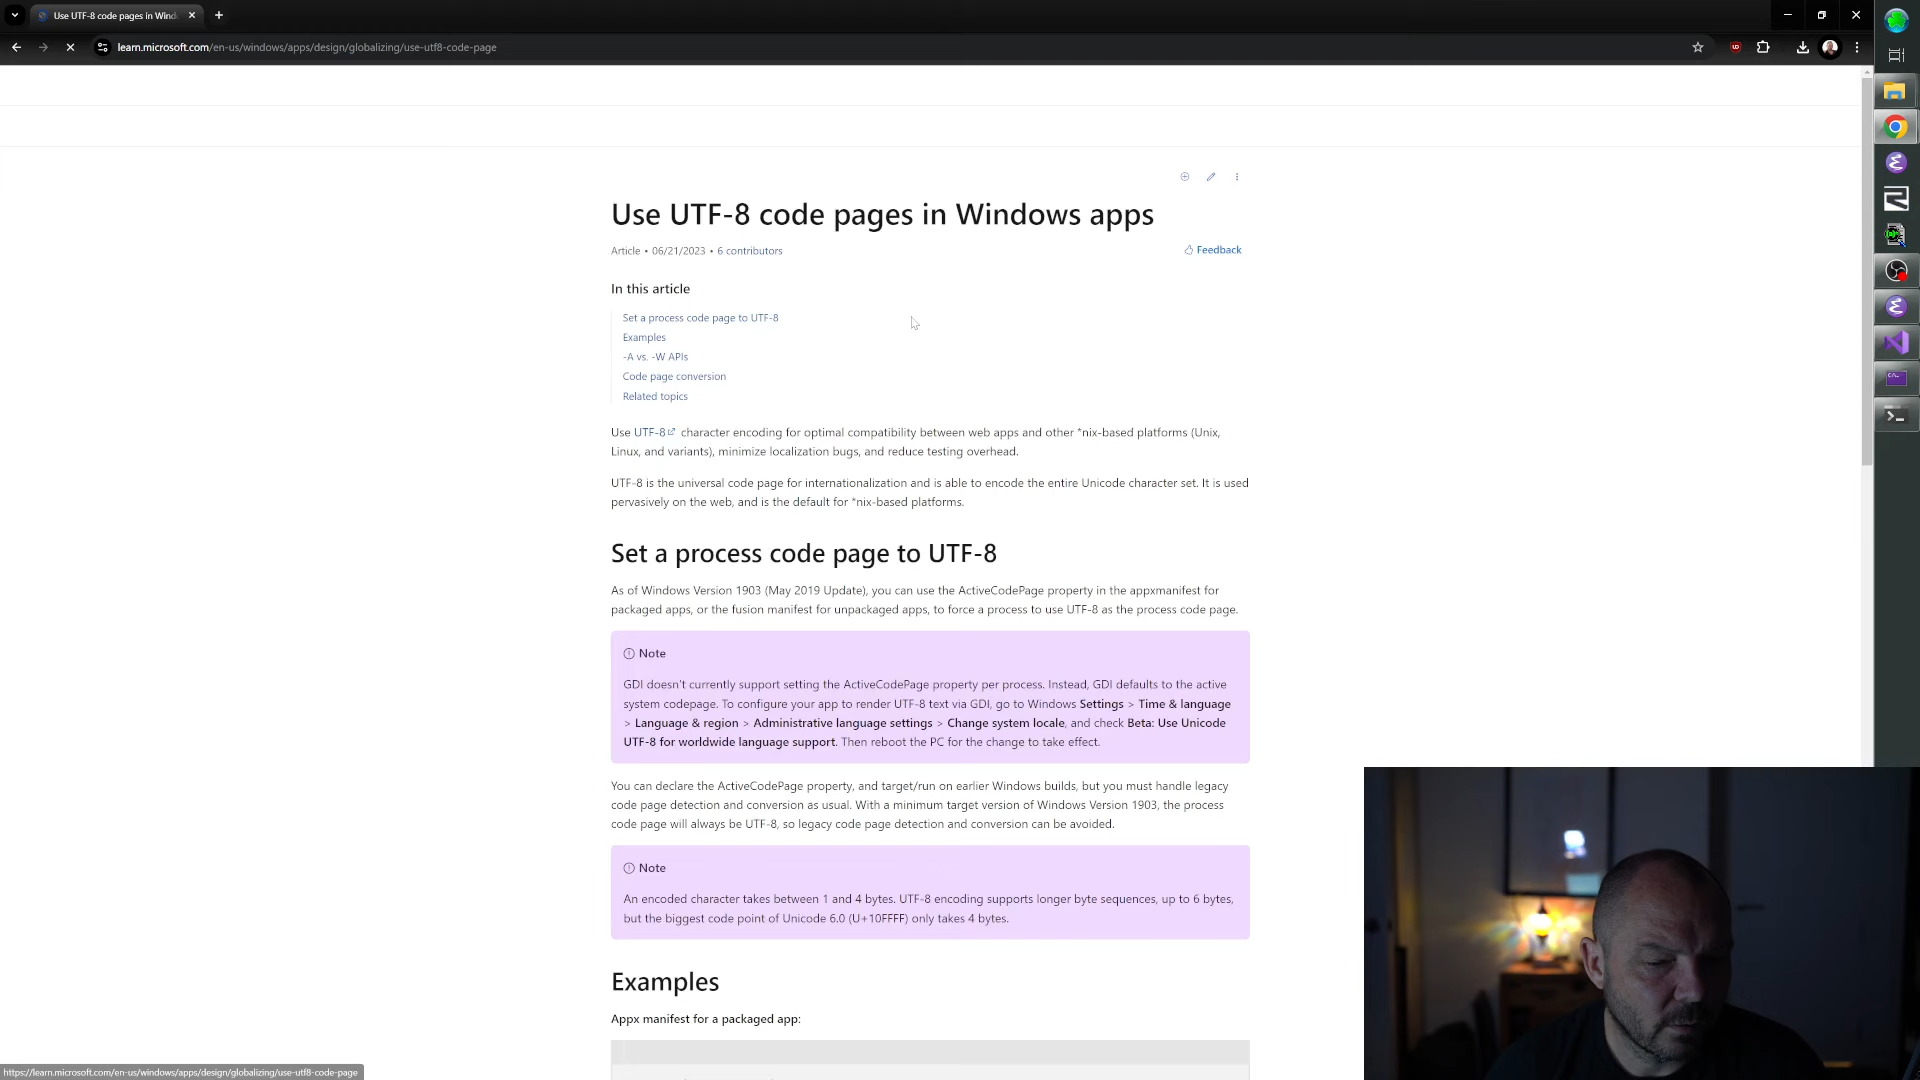 Use UTF-8 code pages in Wind
learn.microsoft.com/en-us/windows/apps/design/globalizing/use-utf8-code-page
Use UTF-8 code pages in Windows apps
Article • 06/21/2023 • 6 contributors
Feedback
In this article
Set a process code page to UTF-8
Examples
-A vs. -W APIs
Code page conversion
Related topics
Use UTF-8 character encoding for optimal compatibility between web apps and other *nix-based platforms (Unix,
Linux, and variants), minimize localization bugs, and reduce testing overhead.
UTF-8 is the universal code page for internationalization and is able to encode the entire Unicode character set. It is used
pervasively on the web, and is the default for *nix-based platforms.
Set a process code page to UTF-8
As of Windows Version 1903 (May 2019 Update), you can use the ActiveCodePage property in the appxmanifest for
packaged apps, or the fusion manifest for unpackaged apps, to force a process to use UTF-8 as the process code page.
Note
GDI doesn't currently support setting the ActiveCodePage property per process. Instead, GDI defaults to the active
system codepage. To configure your app to render UTF-8 text via GDI, go to Windows Settings > Time & language
> Language & region > Administrative language settings > Change system locale, and check Beta: Use Unicode
UTF-8 for worldwide language support. Then reboot the PC for the change to take effect.
You can declare the ActiveCodePage property, and target/run on earlier Windows builds, but you must handle legacy
code page detection and conversion as usual. With a minimum target version of Windows Version 1903, the process
code page will always be UTF-8, so legacy code page detection and conversion can be avoided.
Note
An encoded character takes between 1 and 4 bytes. UTF-8 encoding supports longer byte sequences, up to 6 bytes,
but the biggest code point of Unicode 6.0 (U+10FFFF) only takes 4 bytes.
Examples
Appx manifest for a packaged app:
https://learn.microsoft.com/en-us/windows/apps/design/globalizing/use-utf8-code-page